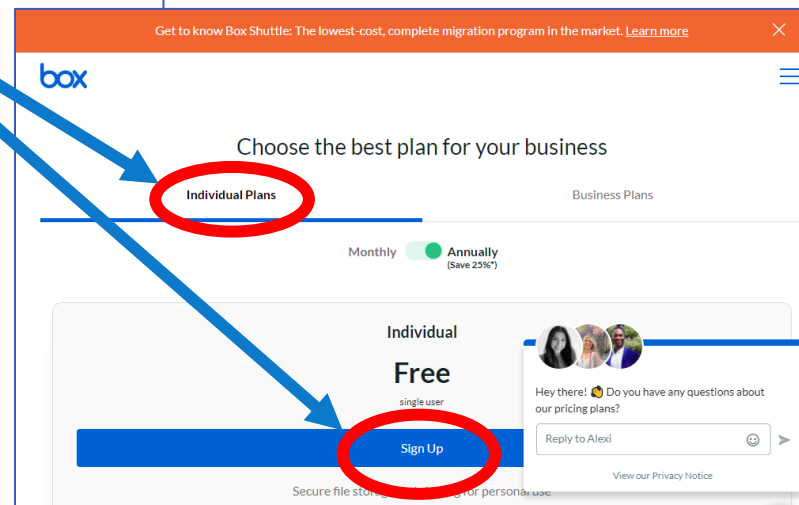 Get to know Box Shuttle: The lowest-cost, complete migration program in the market. Learn more
box
Choose the best plan for your business
Individual Plans
Business Plans
Monthly
Annually
(Save 25%*)
Individual
Free
single user
Sign Up
Secure file for personal use
Hey there! 👏 Do you have any questions about
our pricing plans?
Reply to Alexi
View our Privacy Notice